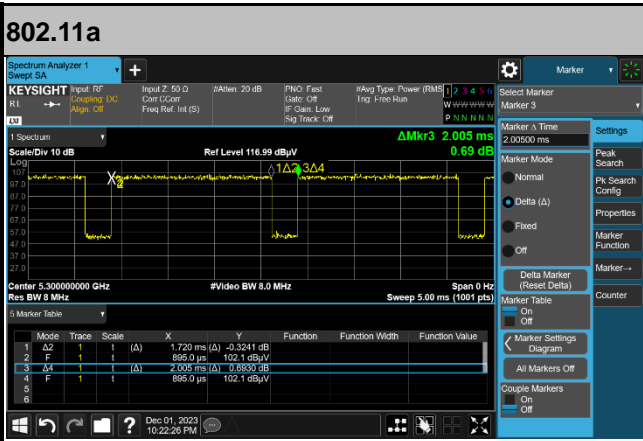 802.11a
Spectrum Analyzer 1
Swept SA
Marker
KEYSIGHT
Input: RF
Coupling: DC
Align: Off
Input Z: 50 Ω
Corr CCorr
Freq Ref: Int (S)
#Atten: 20 dB
PNO: Fast
Gate: Off
IF Gain: Low
Sig Track: Off
#Avg Type: Power (RMS
Trig: Free Run
1 2 3 4 5 6
W W W W W W
P N N N N N
RL
LXI
Select Marker
Marker 3
1 Spectrum
ΔMkr3 2.005 ms
0.69 dB
Scale/Div 10 dB
Ref Level 116.99 dBµV
Log
107
97.0
87.0
77.0
67.0
57.0
47.0
37.0
27.0
1Δ2 3Δ4
Center 5.300000000 GHz
Res BW 8 MHz
#Video BW 8.0 MHz
Span 0 Hz
Sweep 5.00 ms (1001 pts)
5 Marker Table
Mode Trace Scale X Y Function Function Width Function Value
1 Δ2 1 t (Δ) 1.720 ms (Δ) -0.3241 dB
2 F 1 t 895.0 µs 102.1 dBµV
3 Δ4 1 t (Δ) 2.005 ms (Δ) 0.6930 dB
4 F 1 t 895.0 µs 102.1 dBµV
5
6
Marker Δ Time
2.00500 ms
Marker Mode
Normal
Delta (Δ)
Fixed
Off
Delta Marker
(Reset Delta)
Marker Table
On
Off
Marker Settings
Diagram
All Markers Off
Couple Markers
On
Off
Settings
Peak
Search
Pk Search
Config
Properties
Marker
Function
Marker→
Counter
?
Dec 01, 2023
10:22:26 PM